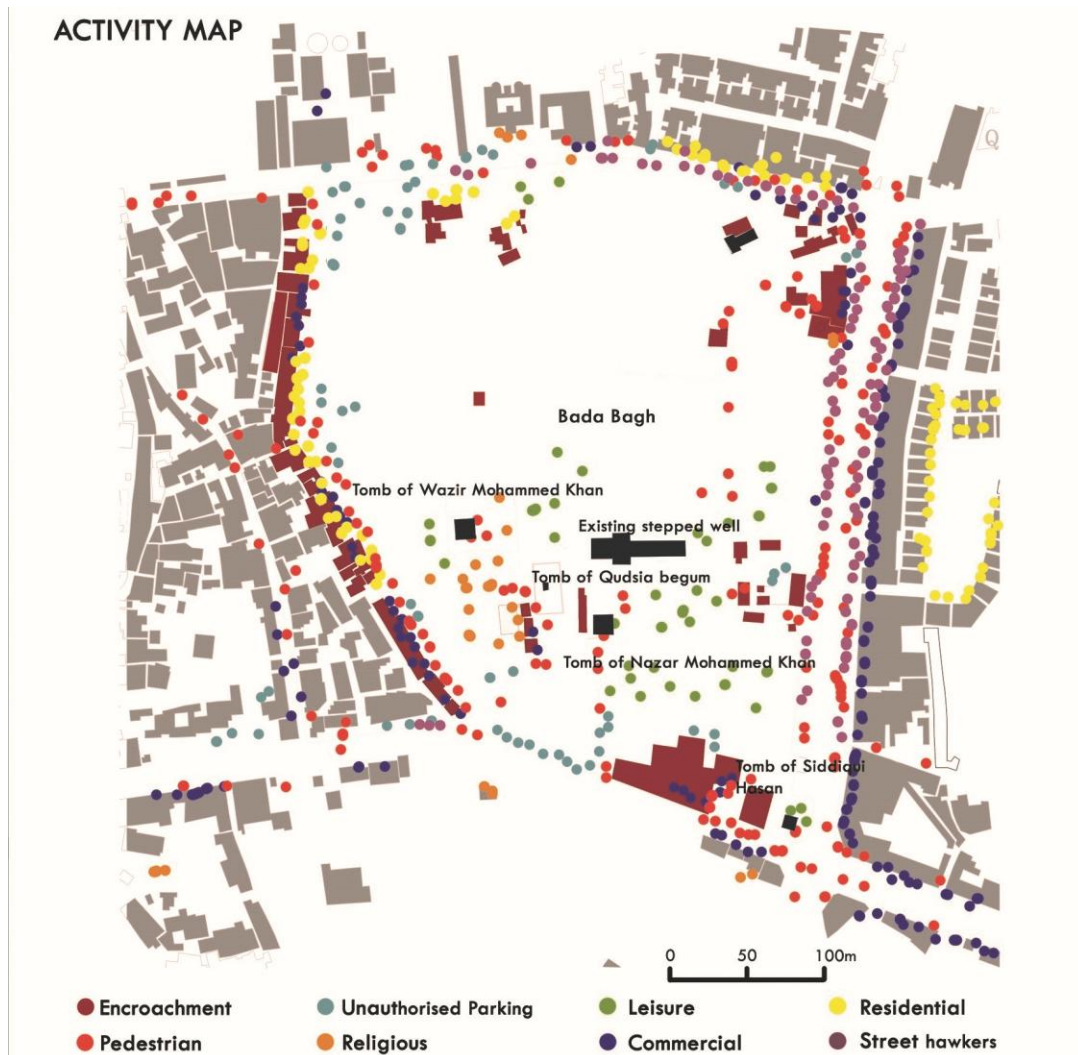 ACTIVITY MAP
Q
Bada Bagh
Tomb of Wazir Mohammed Khan
Existing stepped well
Tomb of Qudsia begum
Tomb of Nazar Mohammed Khan
Tomb of Siddiqui
Hasan
0 50 100m
Encroachment Unauthorised Parking Leisure Residential
Pedestrian Religious Commercial Street hawkers